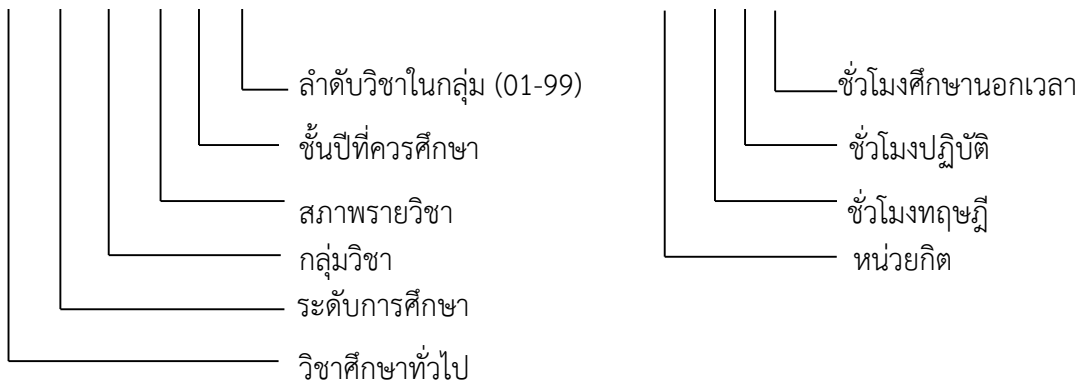 ลำดับวิชาในกลุ่ม (01-99)
ชั้นปีที่ควรศึกษา
สภาพรายวิชา
กลุ่มวิชา
ระดับการศึกษา
วิชาศึกษาทั่วไป
ชั่วโมงศึกษานอกเวลา
ชั่วโมงปฏิบัติ
ชั่วโมงทฤษฎี
หน่วยกิต